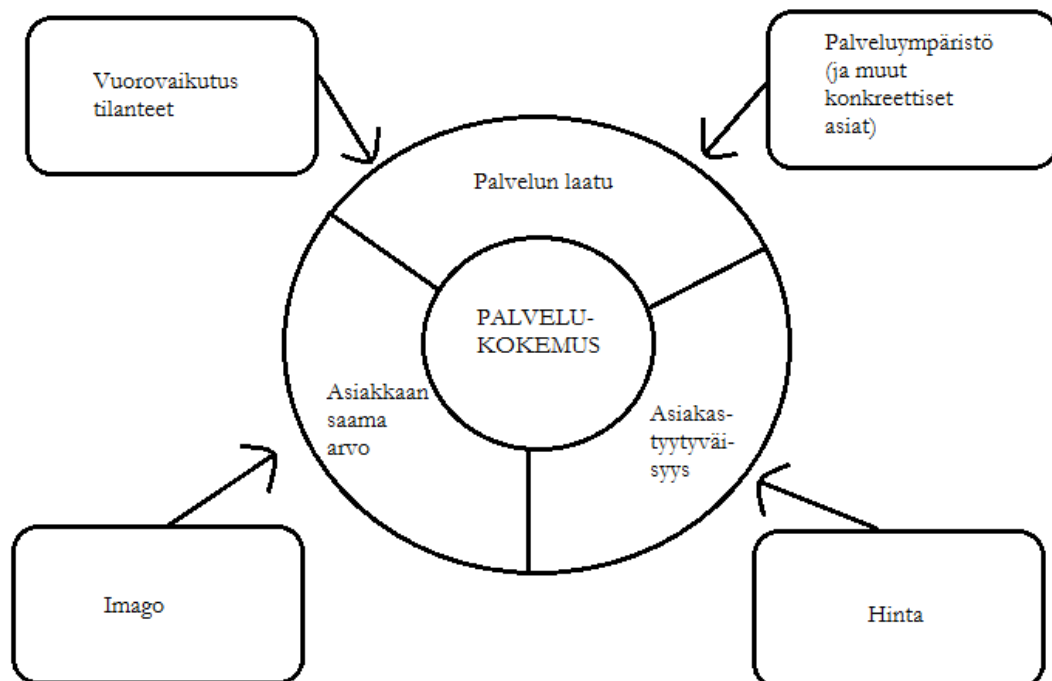 Vuorovaikutus
tilanteet
Palveluympäristö
(ja muut
konkreettiset
asiat)
Palvelun laatu
PALVELU-
KOKEMUS
Asiakkaan
saama
arvo
Asiakas-
tyytyväi-
syys
Imago
Hinta